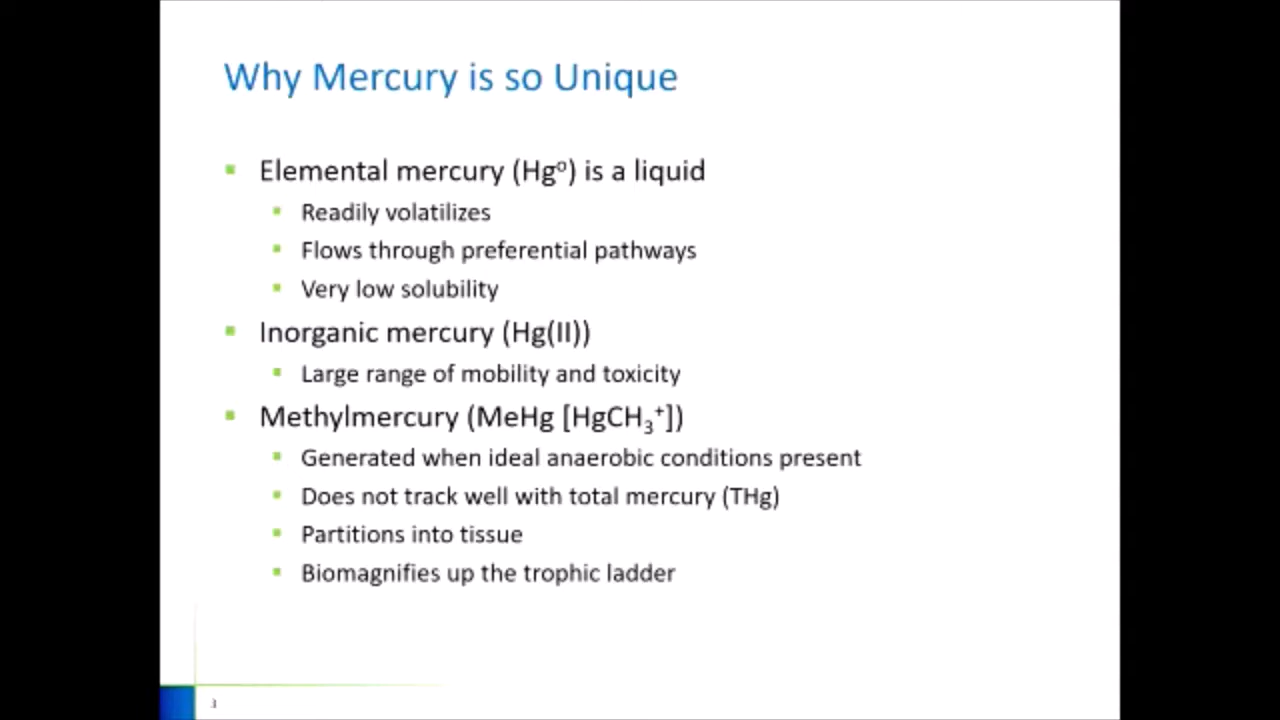 Why Mercury is so Unique
Elemental mercury (Hgº) is a liquid
Readily volatilizes
Flows through preferential pathways
Very low solubility
Inorganic mercury (Hg(II))
Large range of mobility and toxicity
Methylmercury (MeHg [HgCH₃⁺])
Generated when ideal anaerobic conditions present
Does not track well with total mercury (THg)
Partitions into tissue
Biomagnifies up the trophic ladder
3